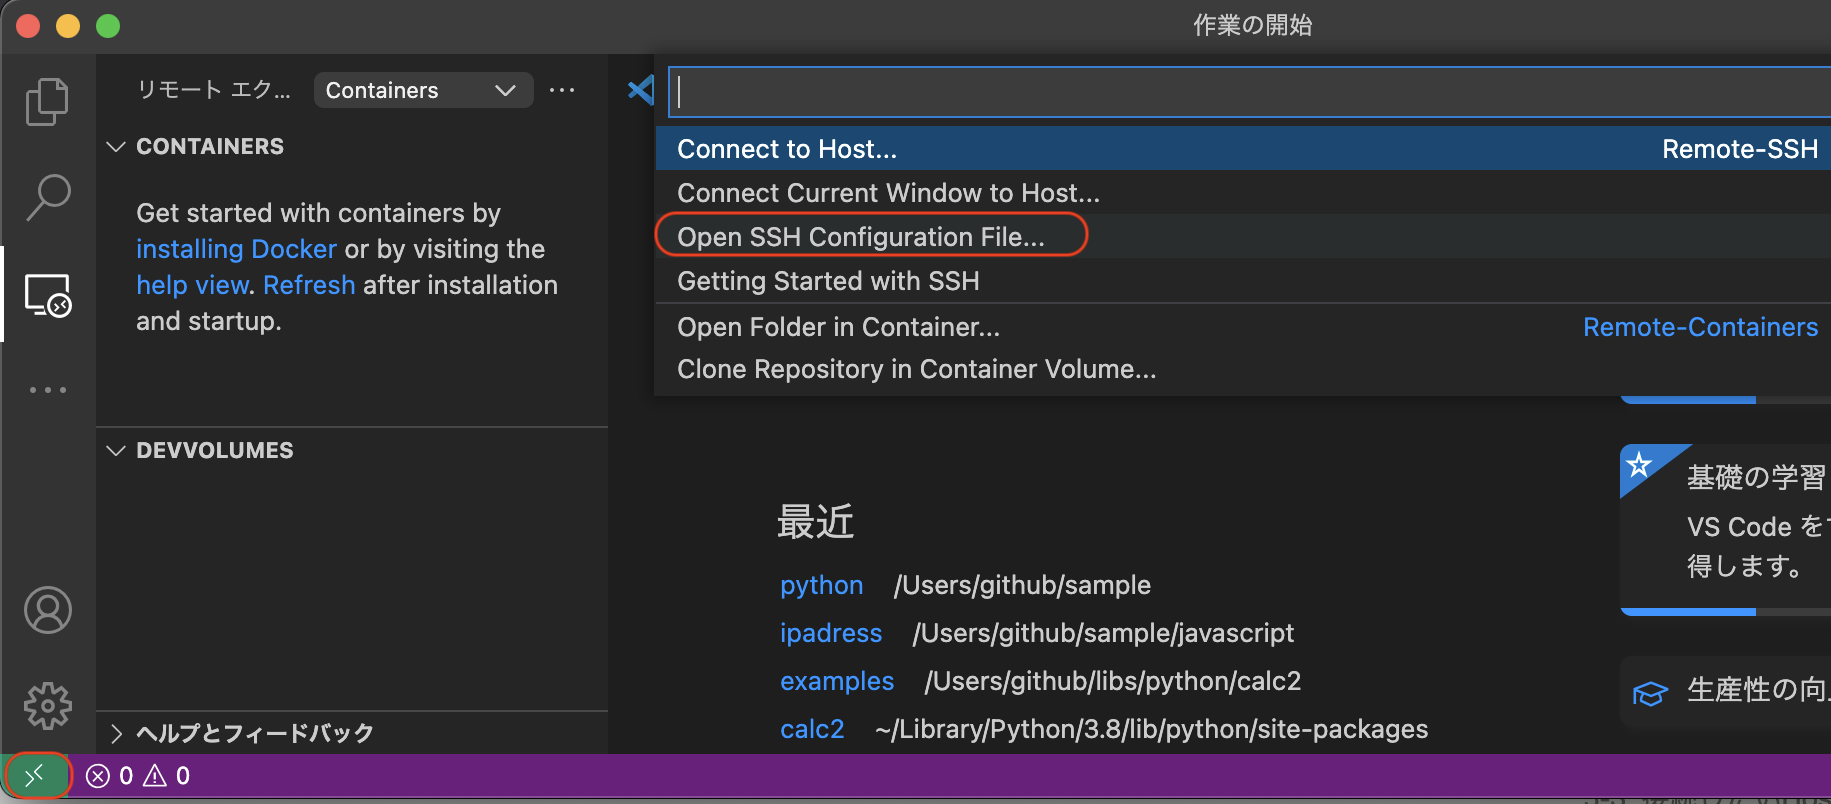 作業の開始
リモート エク...
Containers
CONTAINERS
Get started with containers by
installing Docker or by visiting the
help view. Refresh after installation
and startup.
DEVVOLUMES
ヘルプとフィードバック
Connect to Host... Remote-SSH
Connect Current Window to Host...
Open SSH Configuration File...
Getting Started with SSH
Open Folder in Container... Remote-Containers
Clone Repository in Container Volume...
最近
python /Users/github/sample
ipadress /Users/github/sample/javascript
examples /Users/github/libs/python/calc2
calc2 ~/Library/Python/3.8/lib/python/site-packages
基礎の学習
VS Code を
得します。
生産性の向
0 0